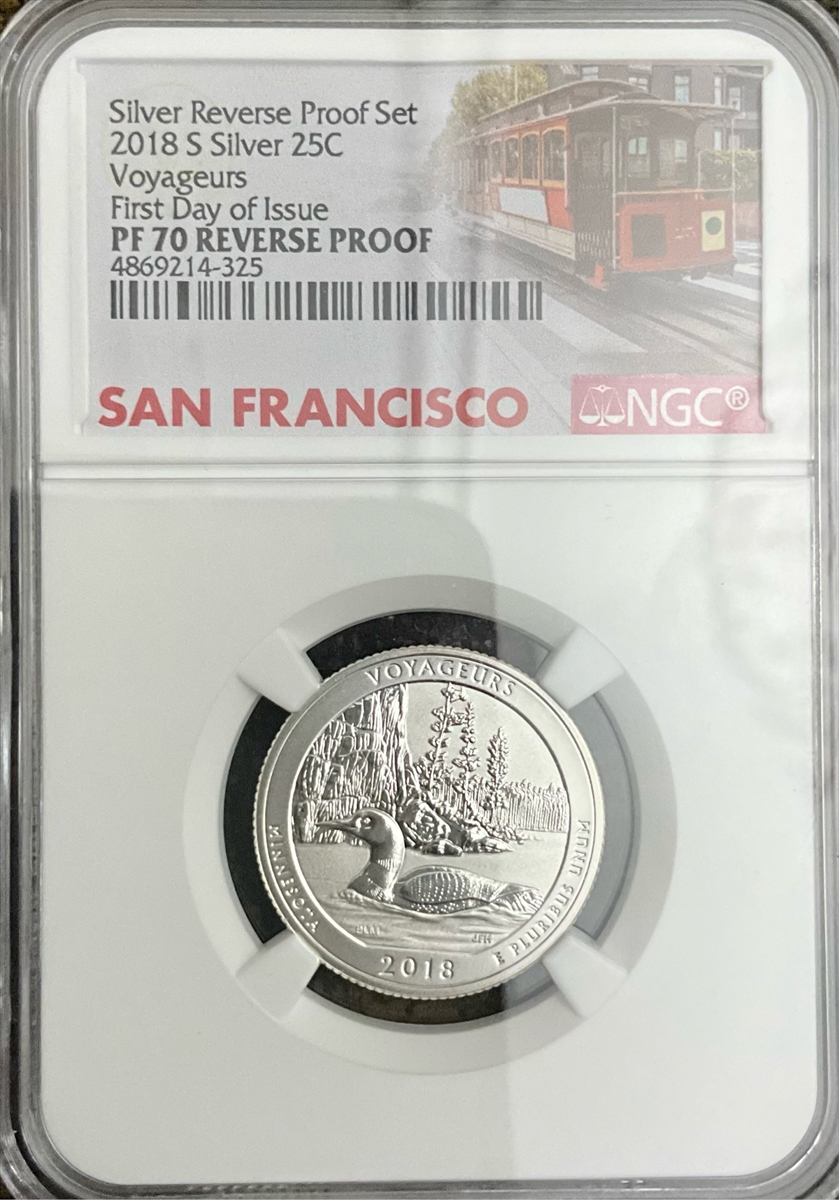 Silver Reverse Proof Set
2018 S Silver 25C
Voyageurs
First Day of Issue
PF 70 REVERSE PROOF
4869214-325
SAN FRANCISCO
NGC®
VOYAGEURS
MINNESOTA
E PLURIBUS UNUM
JFM
2018